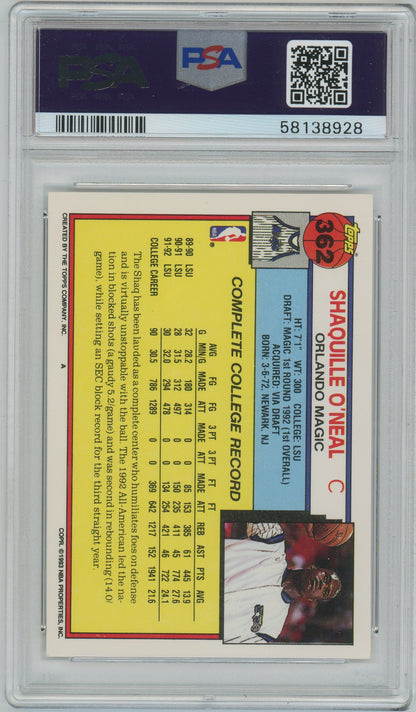 PSA
PSA
58138928
TOPPS
362
SHAQUILLE O'NEAL C
ORLANDO MAGIC
HT: 7'1" WT: 300 COLLEGE: LSU
DRAFT: MAGIC 1st ROUND 1992 (1st OVERALL)
ACQUIRED: VIA DRAFT
BORN: 3-6-72, NEWARK, NJ
NBA
COMPLETE COLLEGE RECORD
AVG FG FG 3 PT 3 PT FT FT AVG
G MIN/G MADE ATT MADE ATT MADE ATT REB AST PTS AVG
89-90 LSU 32 28.2 180 314 0 0 85 153 385 61 445 13.9
90-91 LSU 28 31.5 312 497 0 0 150 235 411 45 774 27.6
91-92 LSU 30 32.0 294 478 0 0 134 254 421 46 722 24.1
COLLEGE CAREER 90 30.5 786 1289 0 0 369 642 1217 152 1941 21.6
The Shaq has been lauded as a complete center who humiliates foes on defense
and is virtually unstoppable with the ball. The 1992 All-American led the na-
tion in blocked shots (a gaudy 5.2/game) and was second in rebounding (14.0/
game), while setting an SEC block record for the third straight year.
CREATED BY THE TOPPS COMPANY, INC. A COPR. ©1993 NBA PROPERTIES, INC.